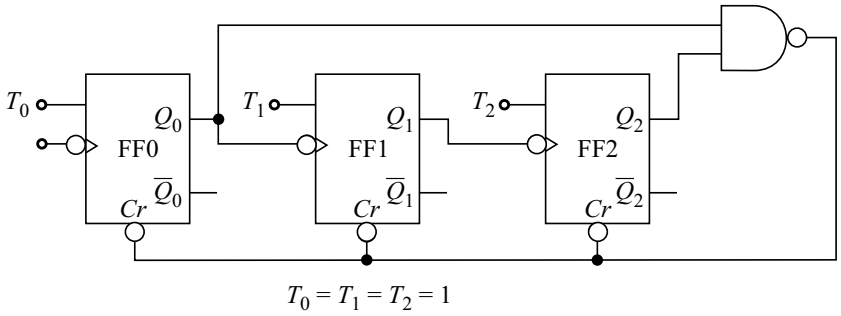 T₀
T₁
T₂
Q₀
Q₁
Q₂
FF0
FF1
FF2
Q̅₀
Q̅₁
Q̅₂
Cr
Cr
Cr
T₀ = T₁ = T₂ = 1